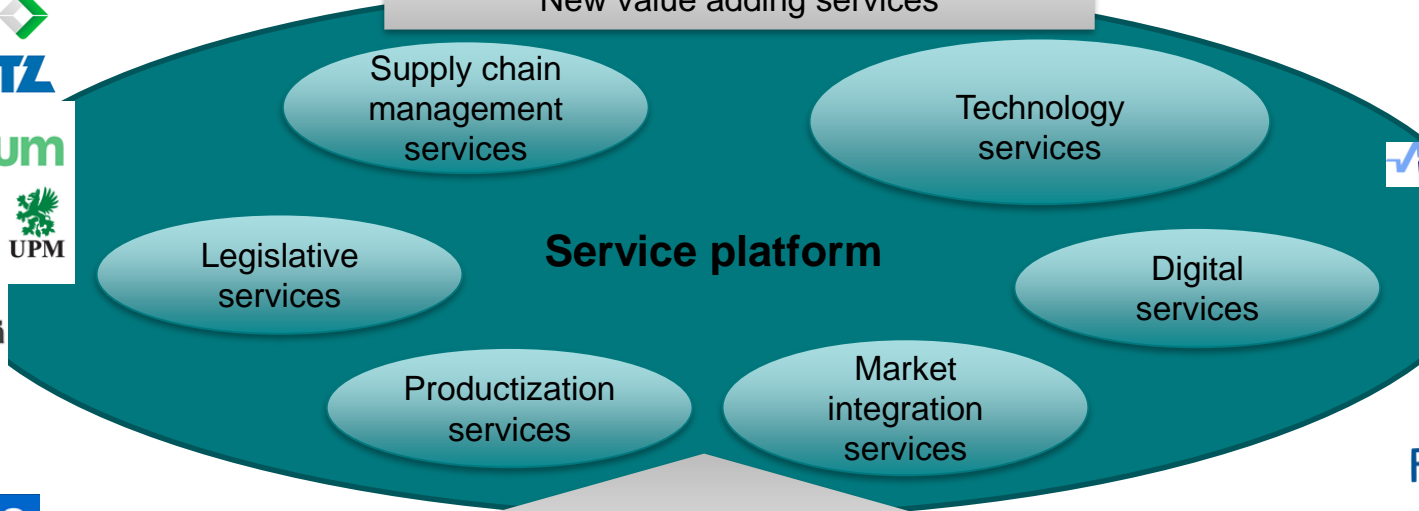 New value adding services
Supply chain
management
services
Technology
services
UPM
Legislative
services
Service platform
Digital
services
Productization
services
Market
integration
services